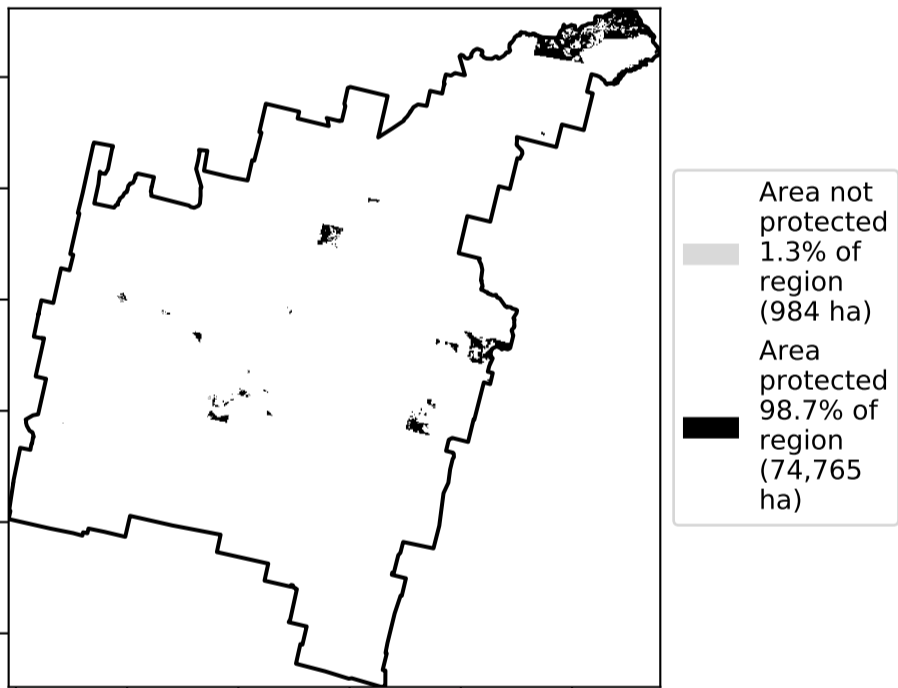 Area not
protected
1.3% of
region
(984 ha)
Area
protected
98.7% of
region
(74,765
ha)